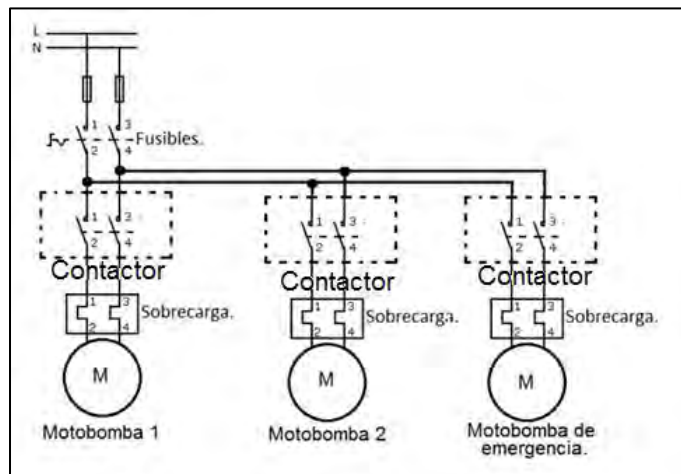 L
N
1 3
Fusibles.
2 4
1 3
2 4
Contactor
1 3
2 4
Contactor
1 3
2 4
Contactor
1 3
Sobrecarga.
2 4
1 3
Sobrecarga.
2 4
1 3
Sobrecarga.
2 4
M
M
M
Motobomba 1
Motobomba 2
Motobomba de
emergencia.